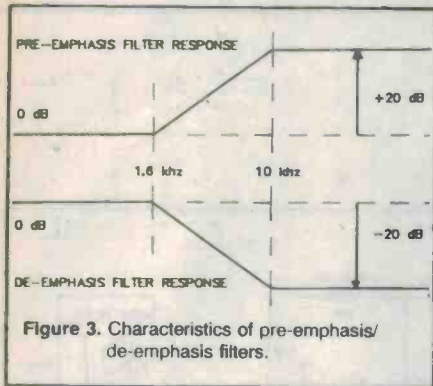 PRE-EMPHASIS FILTER RESPONSE
+20 dB
0 dB
1.6 khz 10 khz
0 dB
-20 dB
DE-EMPHASIS FILTER RESPONSE
Figure 3. Characteristics of pre-emphasis/
de-emphasis filters.